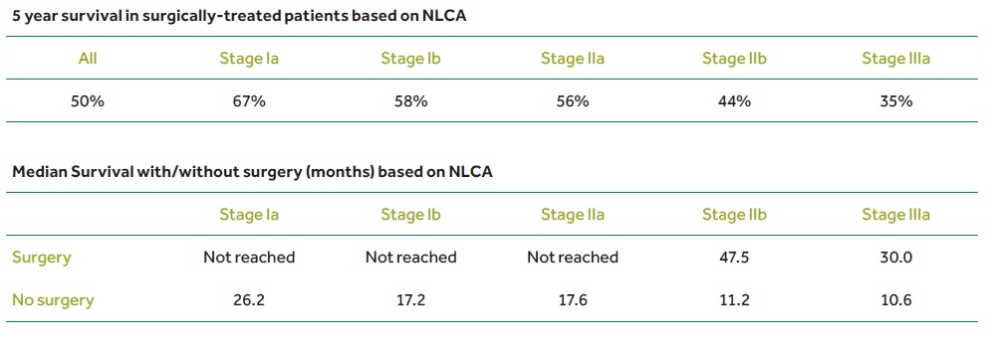 5 year survival in surgically-treated patients based on NLCA
All Stage Ia Stage Ib Stage IIa Stage IIb Stage IIIa
50% 67% 58% 56% 44% 35%
Median Survival with/without surgery (months) based on NLCA
Stage Ia Stage Ib Stage IIa Stage IIb Stage IIIa
Surgery Not reached Not reached Not reached 47.5 30.0
No surgery 26.2 17.2 17.6 11.2 10.6